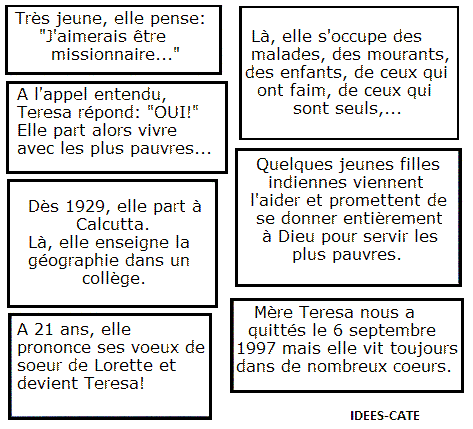 Très jeune, elle pense:
"J'aimerais être
missionnaire..."
A l'appel entendu,
Teresa répond: "OUI!"
Elle part alors vivre
avec les plus pauvres...
Dès 1929, elle part à
Calcutta.
Là, elle enseigne la
géographie dans un
collège.
A 21 ans, elle
prononce ses voeux de
soeur de Lorette et
devient Teresa!
Là, elle s'occupe des
malades, des mourants,
des enfants, de ceux qui
ont faim, de ceux qui
sont seuls,...
Quelques jeunes filles
indiennes viennent
l'aider et promettent de
se donner entièrement
à Dieu pour servir les
plus pauvres.
Mère Teresa nous a
quittés le 6 septembre
1997 mais elle vit toujours
dans de nombreux coeurs.
IDEES-CATE